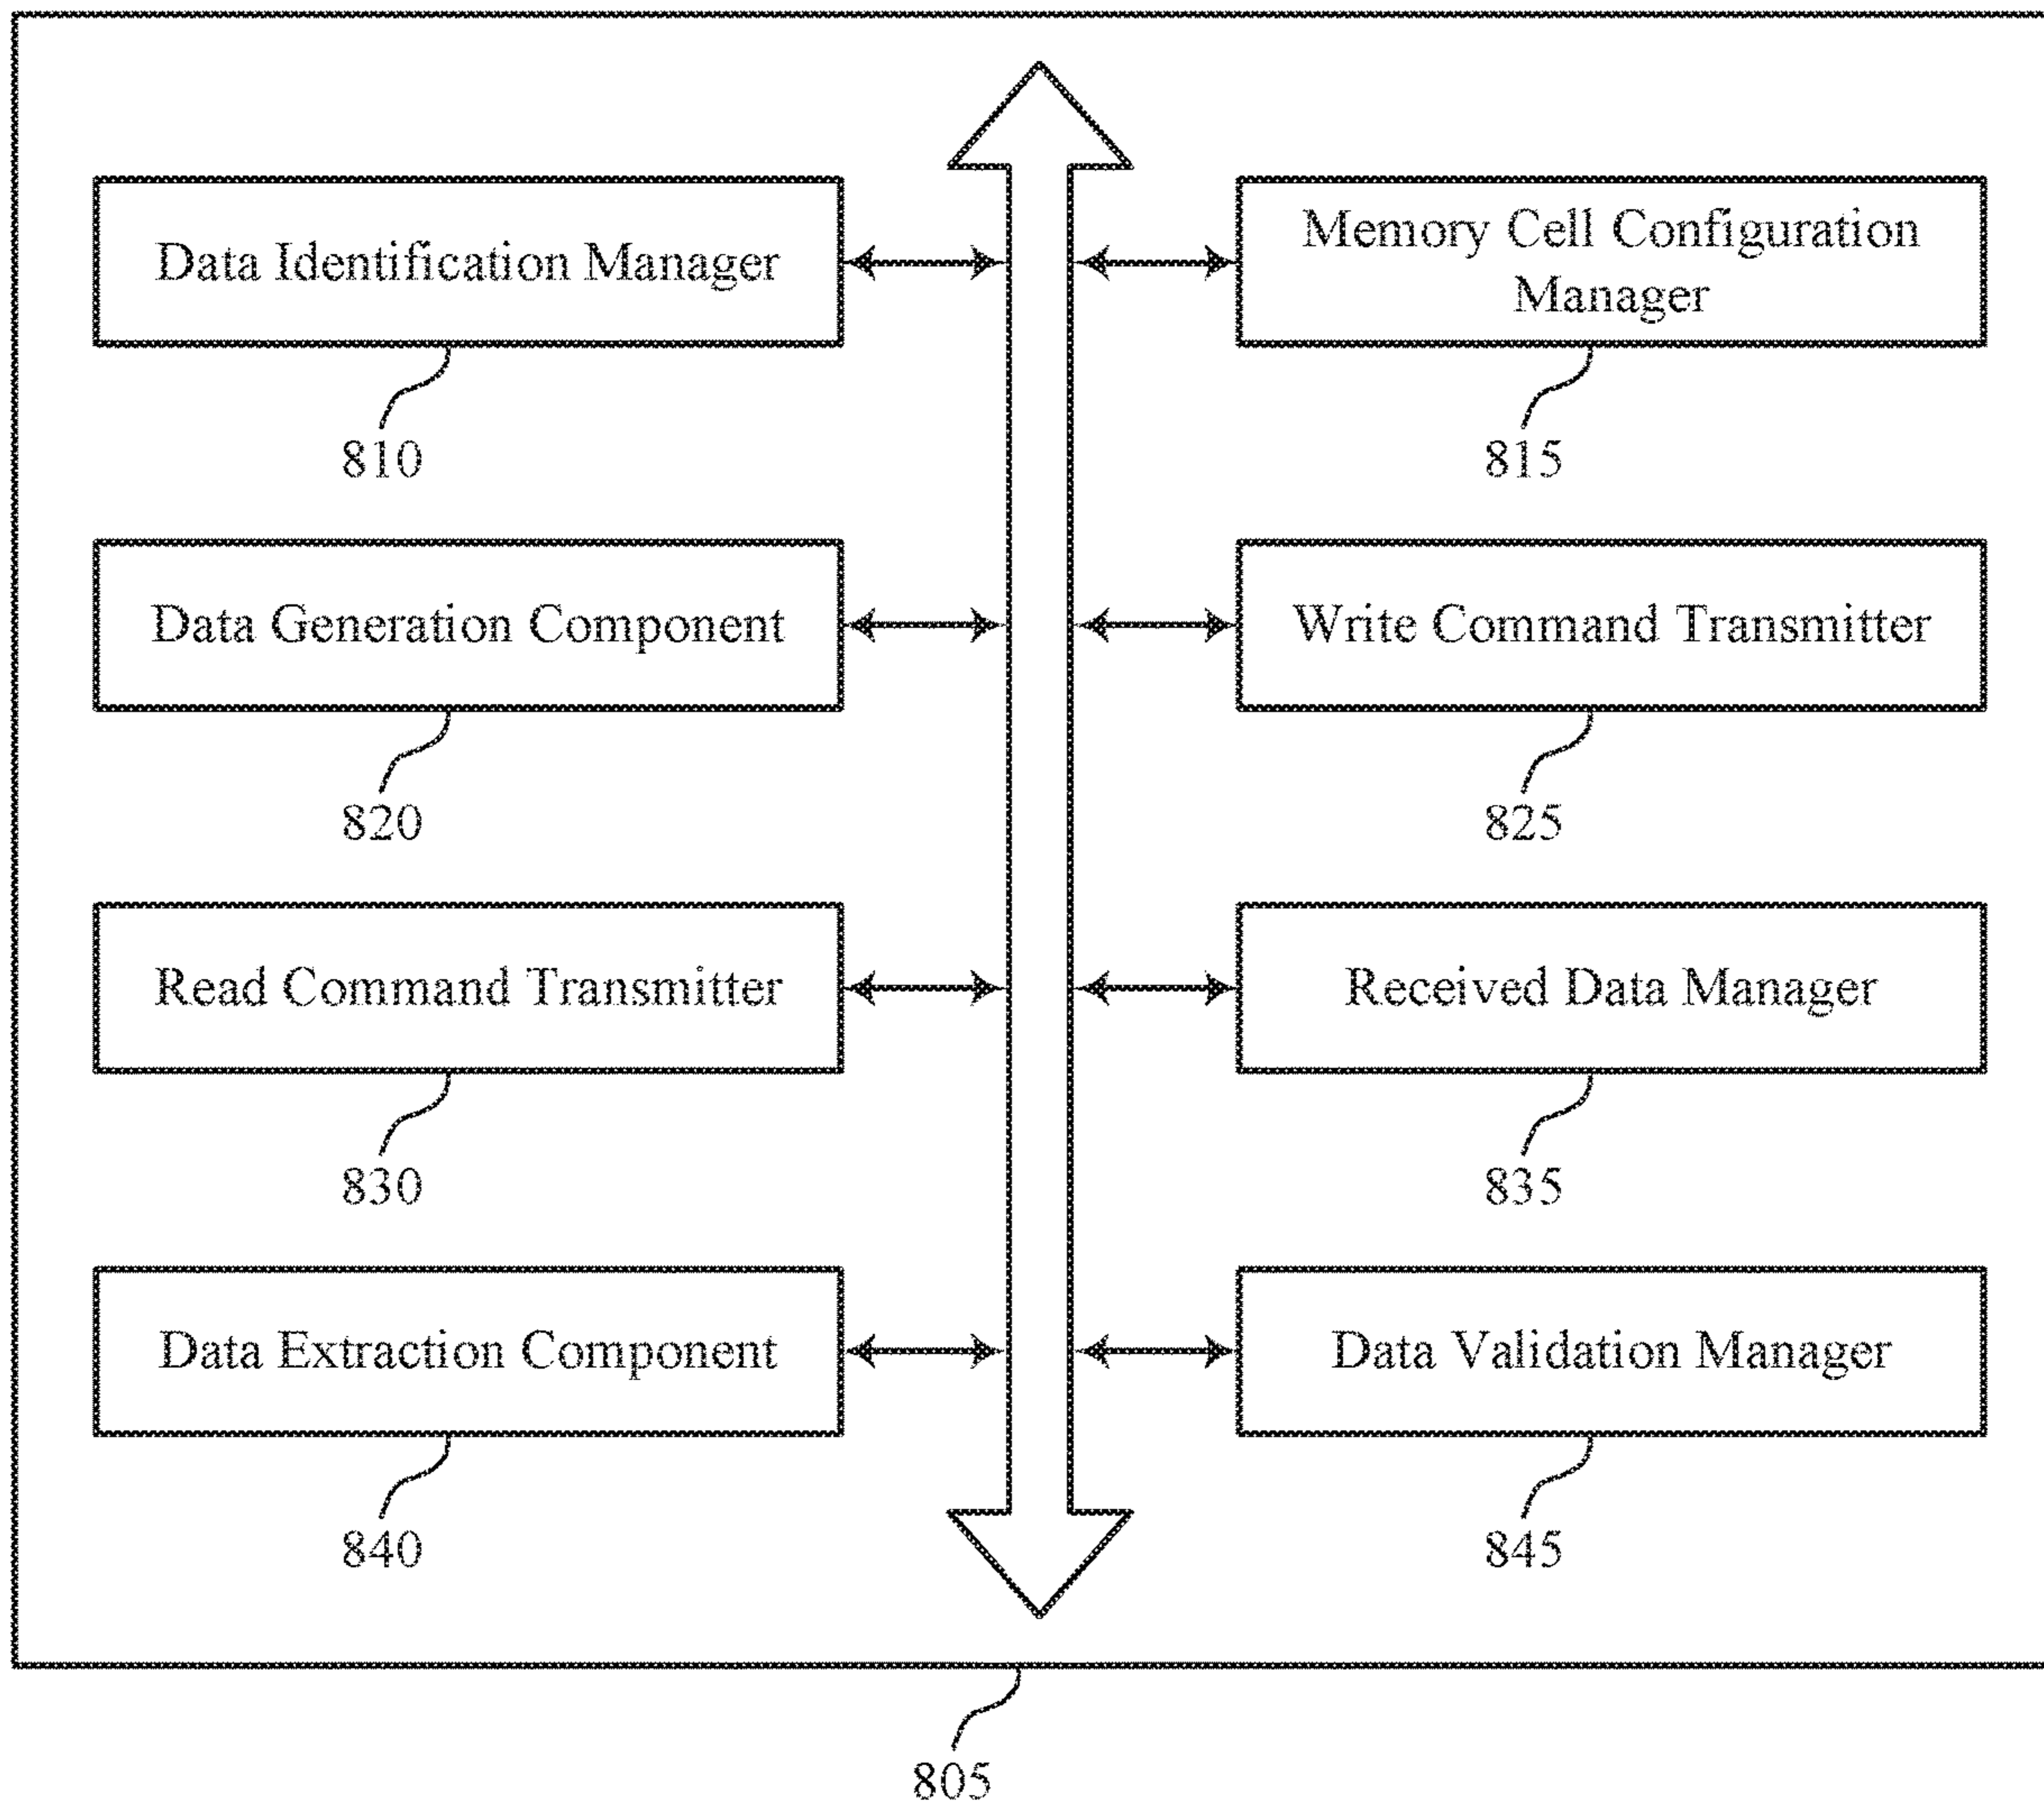 Data Identification Manager
810
Memory Cell Configuration
Manager
815
Data Generation Component
820
Write Command Transmitter
825
Read Command Transmitter
830
Received Data Manager
835
Data Extraction Component
840
Data Validation Manager
845
805